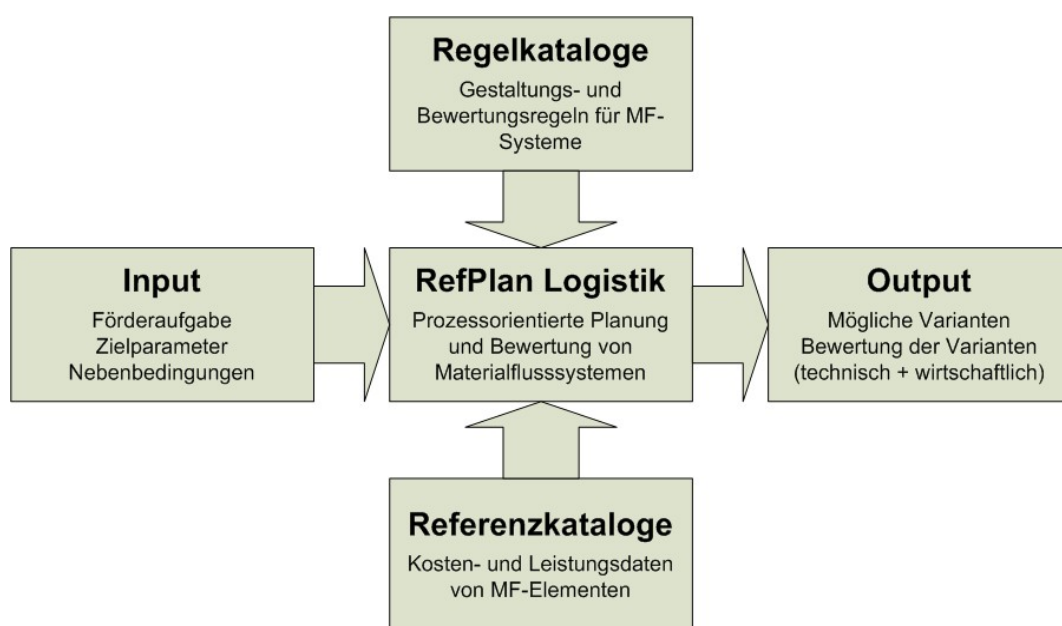 Regelkataloge
Gestaltungs- und
Bewertungsregeln für MF-
Systeme
Input
Förderaufgabe
Zielparameter
Nebenbedingungen
RefPlan Logistik
Prozessorientierte Planung
und Bewertung von
Materialflusssystemen
Output
Mögliche Varianten
Bewertung der Varianten
(technisch + wirtschaftlich)
Referenzkataloge
Kosten- und Leistungsdaten
von MF-Elementen